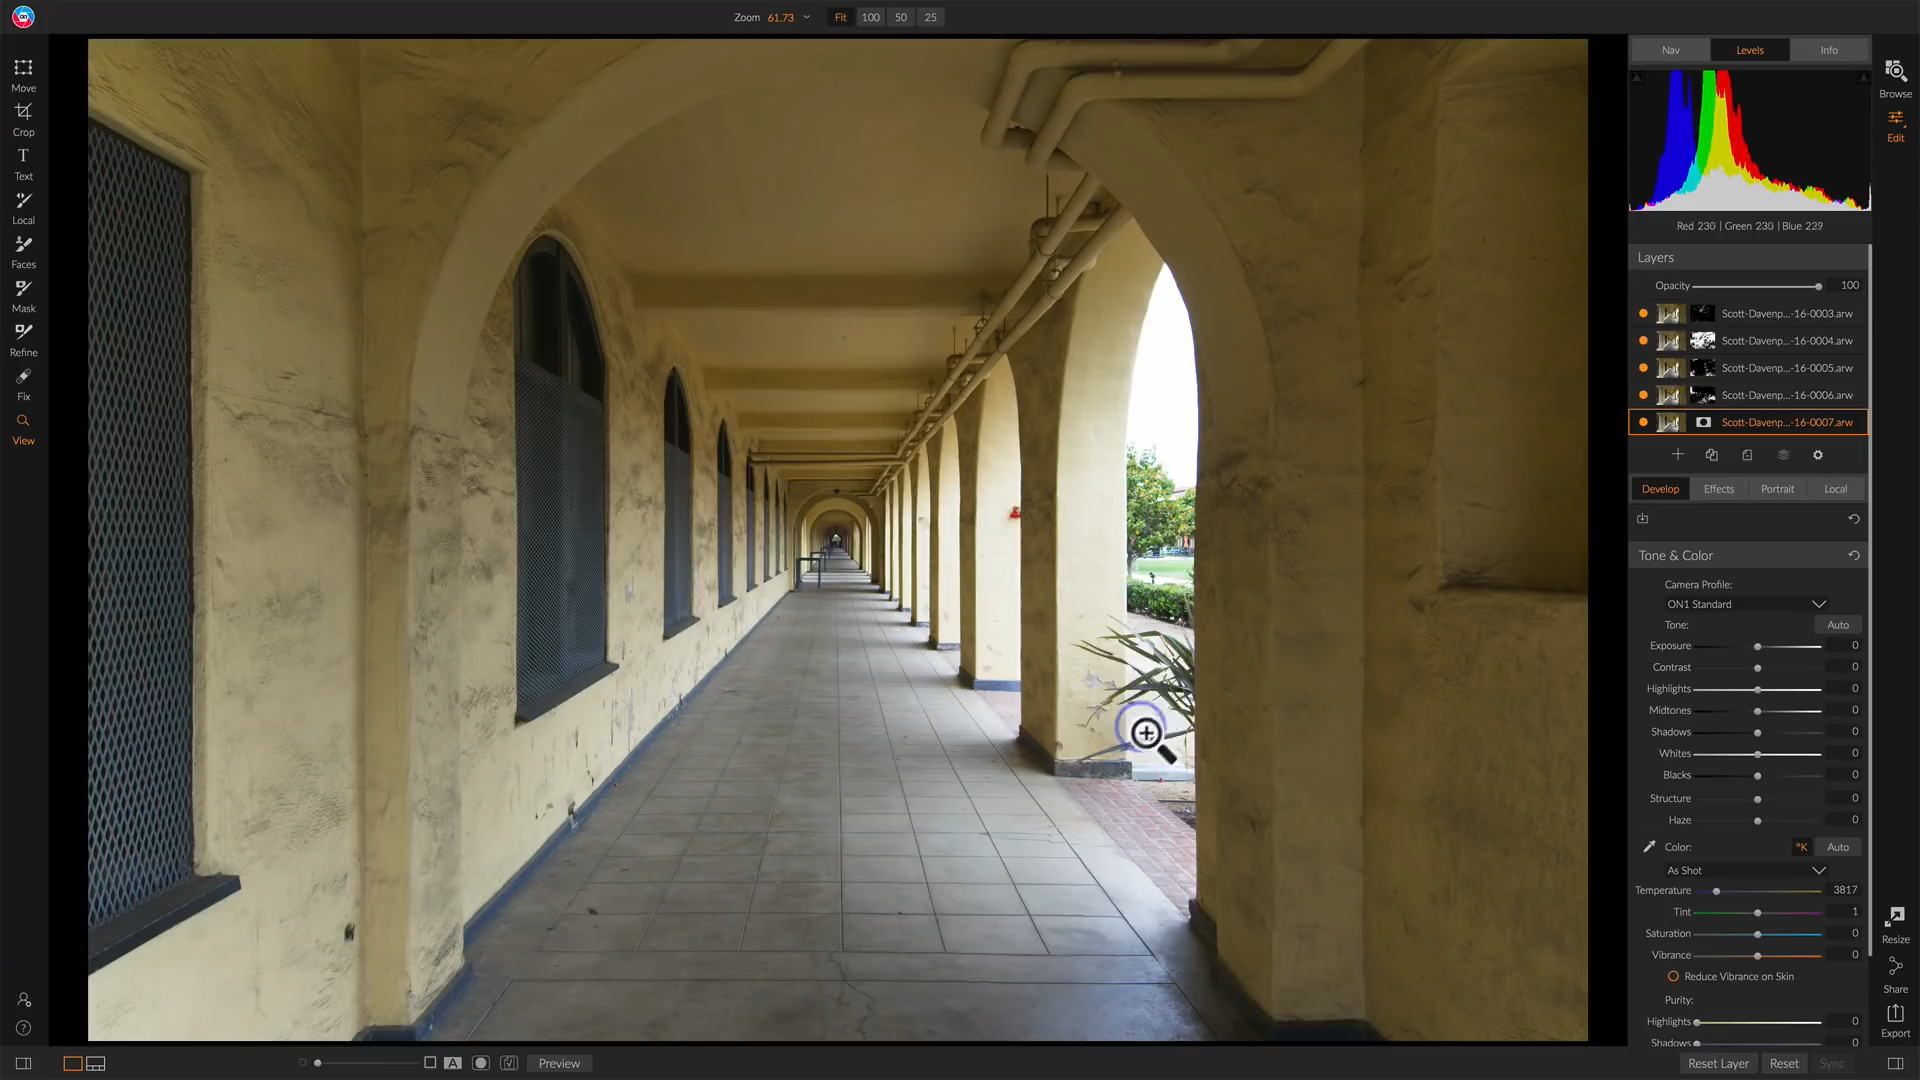 Zoom 61.73 Fit 100 50 25
Nav Levels Info
Move
Crop
Text
Local
Faces
Mask
Refine
Fix
View
Browse
Edit
Red 230 | Green 230 | Blue 239
Layers
Opacity 100
Scott-Davenp...-16-0003.arw
Scott-Davenp...-16-0004.arw
Scott-Davenp...-16-0005.arw
Scott-Davenp...-16-0006.arw
Scott-Davenp...-16-0007.arw
Develop Effects Portrait Local
Tone & Color
Camera Profile:
ON1 Standard
Tone: Auto
Exposure 0
Contrast 0
Highlights 0
Midtones 0
Shadows 0
Whites 0
Blacks 0
Structure 0
Haze 0
Color: °K Auto
As Shot
Temperature 3817
Tint 1
Saturation 0
Vibrance 0
Reduce Vibrance on Skin
Purity:
Highlights 0
Shadows 0
Resize
Share
Export
A Preview
Reset Layer Reset Sync